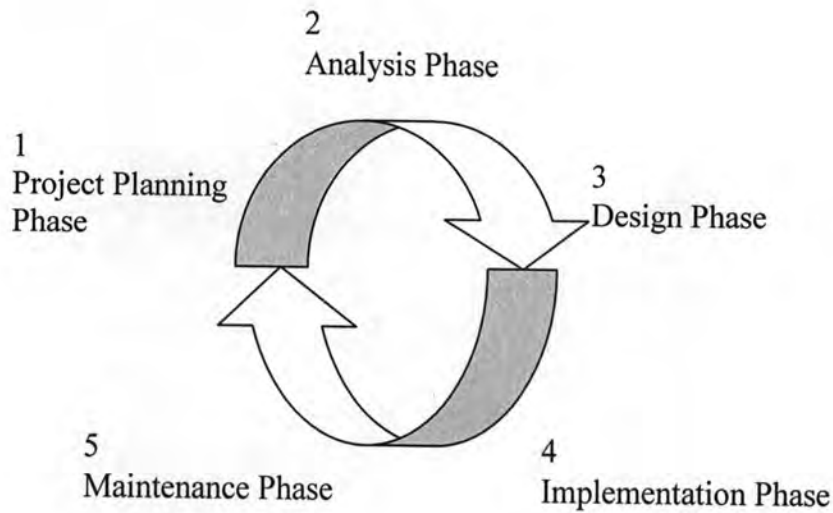 1
Project Planning
Phase
2
Analysis Phase
3
Design Phase
4
Implementation Phase
5
Maintenance Phase